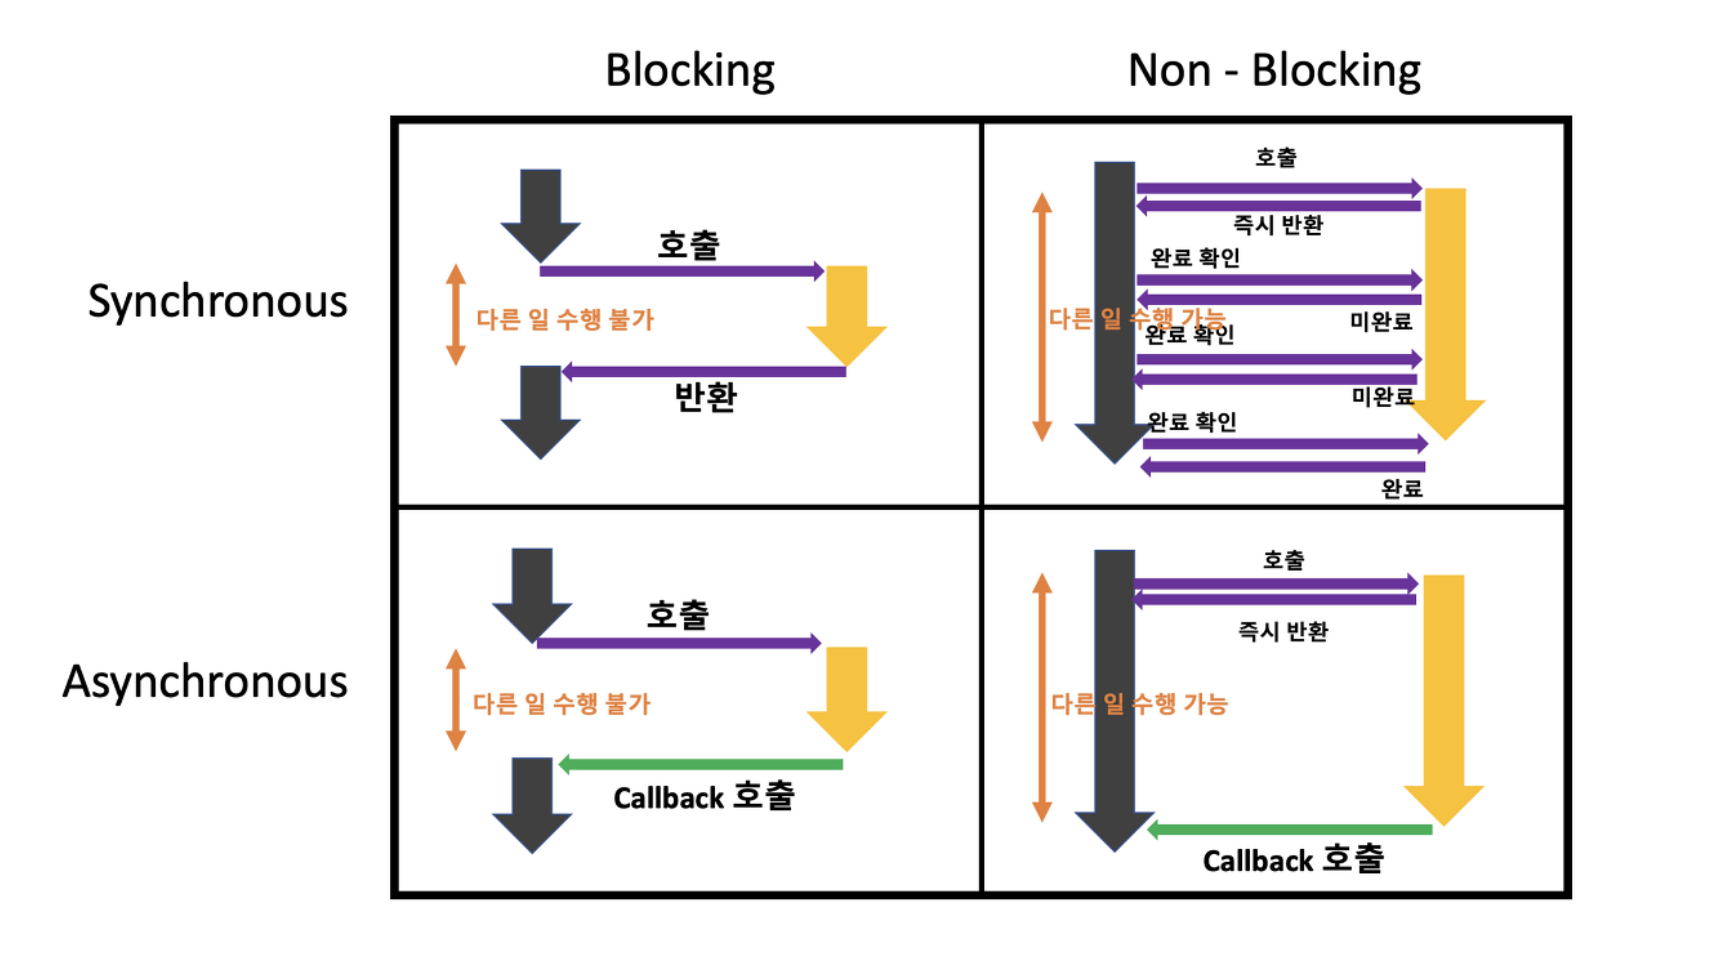 Blocking
Non - Blocking
Synchronous
호출
다른 일 수행 불가
반환
호출
즉시 반환
완료 확인
다른 일 수행 가능
미완료
완료 확인
미완료
완료 확인
완료
Asynchronous
호출
다른 일 수행 불가
Callback 호출
호출
즉시 반환
다른 일 수행 가능
Callback 호출